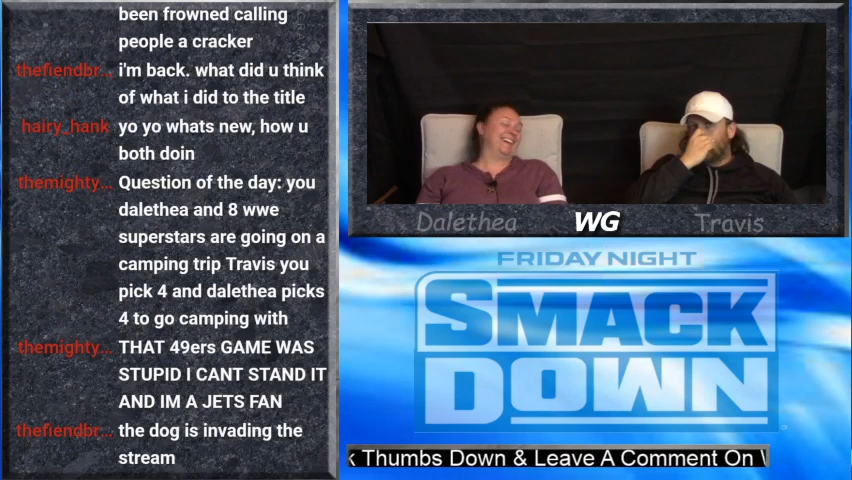 been frowned calling
people a cracker
thefiendbr... i'm back. what did u think
of what i did to the title
hairy_hank yo yo whats new, how u
both doin
themighty... Question of the day: you
dalethea and 8 wwe
superstars are going on a
camping trip Travis you
pick 4 and dalethea picks
4 to go camping with
themighty... THAT 49ers GAME WAS
STUPID I CANT STAND IT
AND IM A JETS FAN
thefiendbr... the dog is invading the
stream
Dalethea WG Travis
FRIDAY NIGHT
SMACK
DOWN
k Thumbs Down & Leave A Comment On